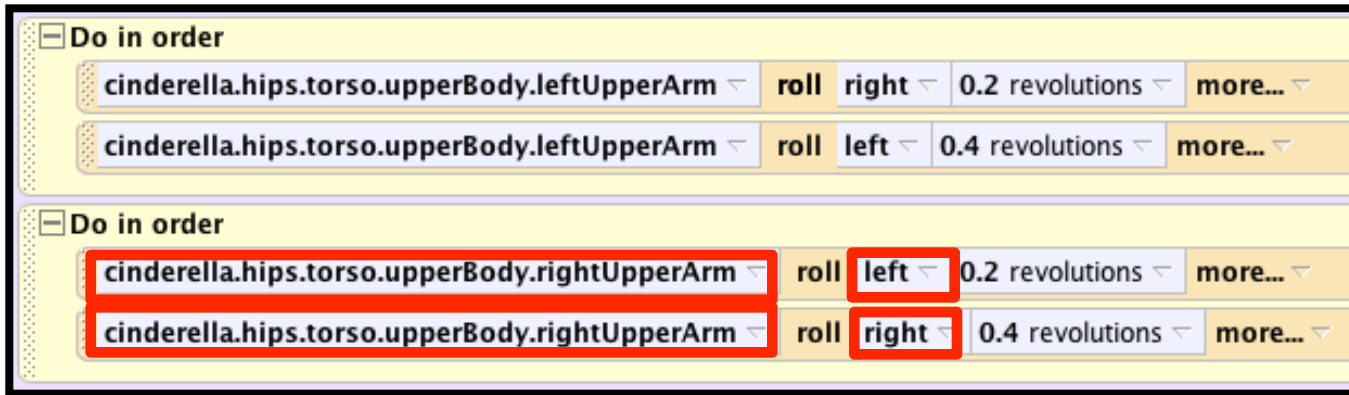 Do in order
cinderella.hips.torso.upperBody.leftUpperArm roll right 0.2 revolutions more...
cinderella.hips.torso.upperBody.leftUpperArm roll left 0.4 revolutions more...
Do in order
cinderella.hips.torso.upperBody.rightUpperArm roll left 0.2 revolutions more...
cinderella.hips.torso.upperBody.rightUpperArm roll right 0.4 revolutions more...